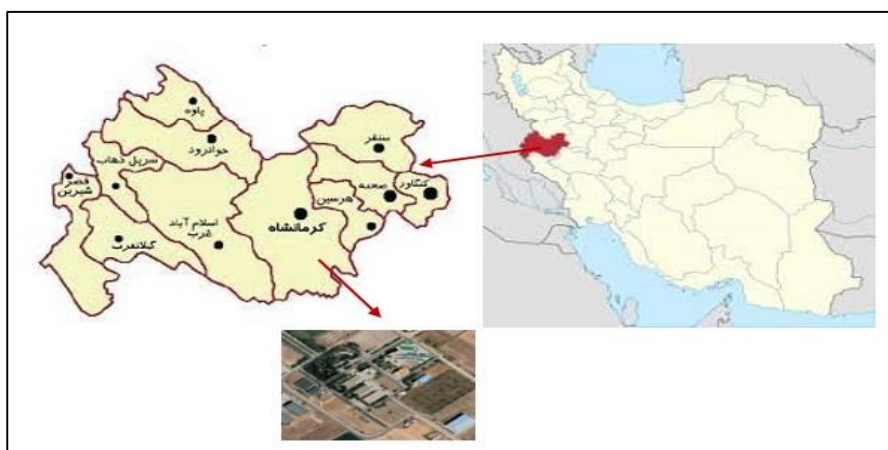 پاوه
جوانرود
سنقر
سرپل ذهاب
قصر
شیرین
صحنه
کنگاور
هرسین
اسلام آباد
غرب
کرمانشاه
گیلانغرب